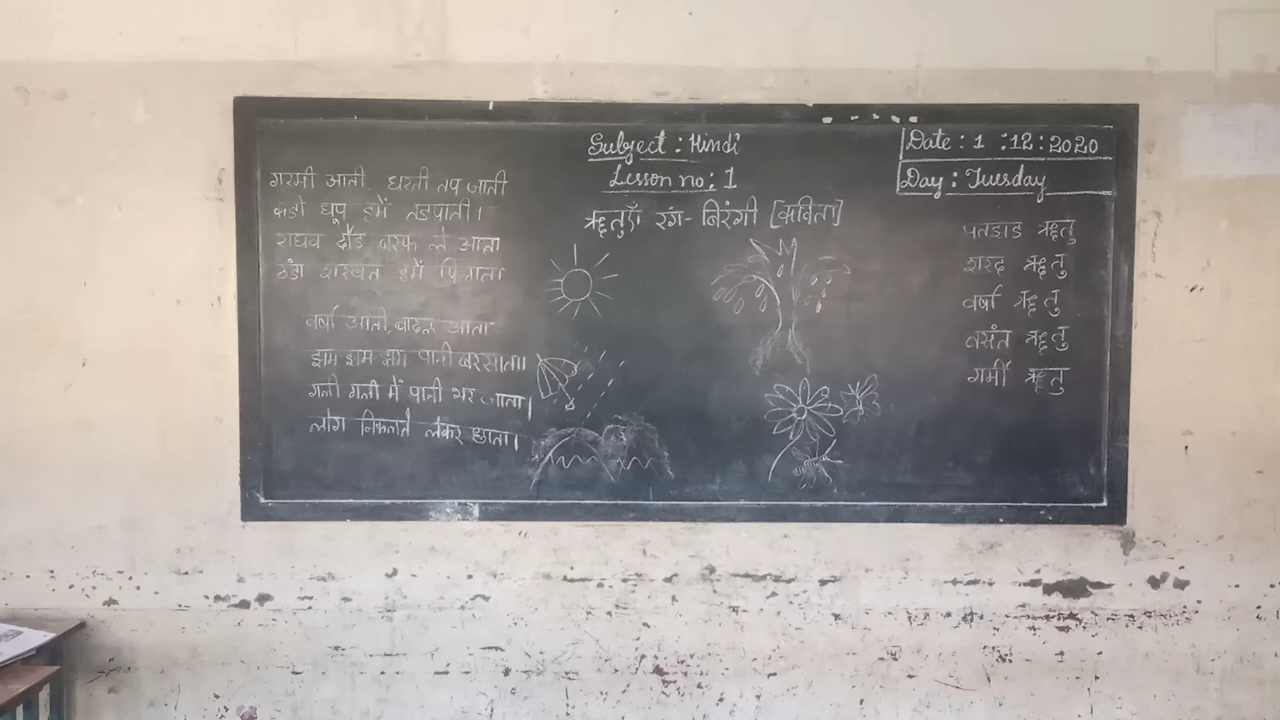 Subject : Hindi
Lesson no: 1
Date : 1 :12:2020
Day : Tuesday
ऋतुएँ रंग- बिरंगी [कविता]
गरमी आती, धरती तप जाती
कडी धूप हमें तडपाती।
राघव दौड बरफ ले आता
ठंडा शरबत हमें पिलाता
वर्षा आती, बादल आता
झम झम झम पानी बरसाता।
गली गली में पानी भर जाता।
लोग निकलते लेकर छाता।
पतझड ऋतु
शरद ऋतु
वर्षा ऋतु
वसंत ऋतु
गर्मी ऋतु